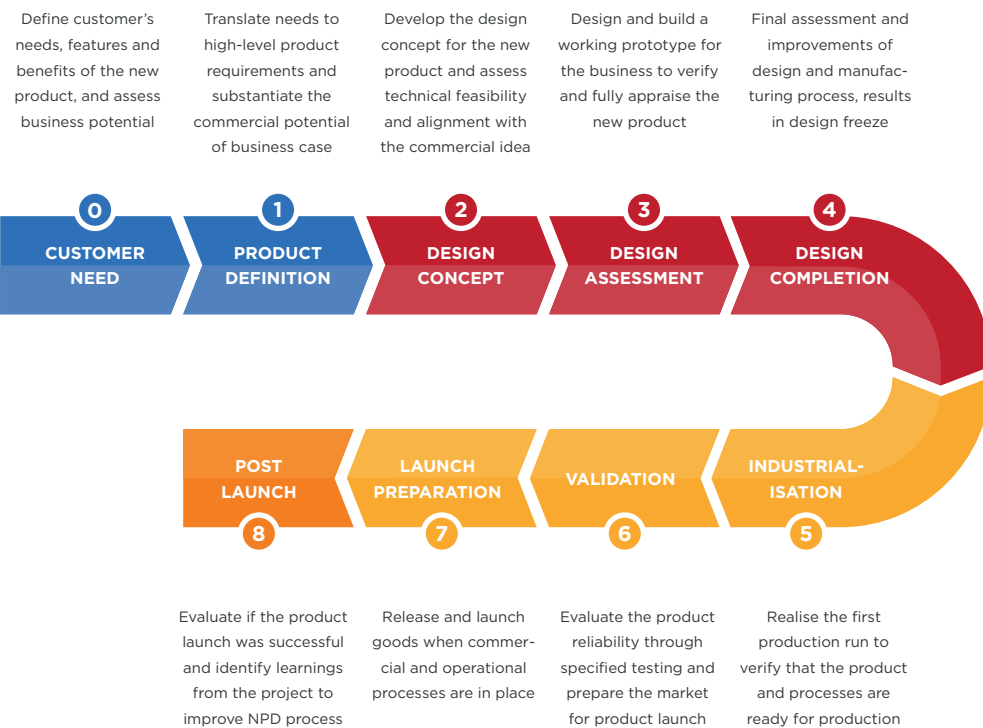 Define customer's
needs, features and
benefits of the new
product, and assess
business potential
Translate needs to
high-level product
requirements and
substantiate the
commercial potential
of business case
Develop the design
concept for the new
product and assess
technical feasibility
and alignment with
the commercial idea
Design and build a
working prototype for
the business to verify
and fully appraise the
new product
Final assessment and
improvements of
design and manufac-
turing process, results
in design freeze
0
CUSTOMER
NEED
1
PRODUCT
DEFINITION
2
DESIGN
CONCEPT
3
DESIGN
ASSESSMENT
4
DESIGN
COMPLETION
INDUSTRIAL-
ISATION
5
VALIDATION
6
LAUNCH
PREPARATION
7
POST
LAUNCH
8
Realise the first
production run to
verify that the product
and processes are
ready for production
Evaluate the product
reliability through
specified testing and
prepare the market
for product launch
Release and launch
goods when commer-
cial and operational
processes are in place
Evaluate if the product
launch was successful
and identify learnings
from the project to
improve NPD process